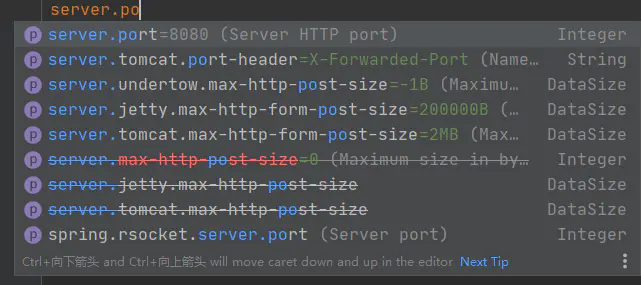 server.po
server.port=8080 (Server HTTP port) Integer
server.tomcat.port-header=X-Forwarded-Port (Name… String
server.undertow.max-http-post-size=-1B (Maximu… DataSize
server.jetty.max-http-form-post-size=200000B (… DataSize
server.tomcat.max-http-form-post-size=2MB (Max… DataSize
server.max-http-post-size=0 (Maximum size in by… Integer
server.jetty.max-http-post-size DataSize
server.tomcat.max-http-post-size DataSize
spring.rsocket.server.port (Server port) Integer
Ctrl+向下箭头 and Ctrl+向上箭头 will move caret down and up in the editor Next Tip